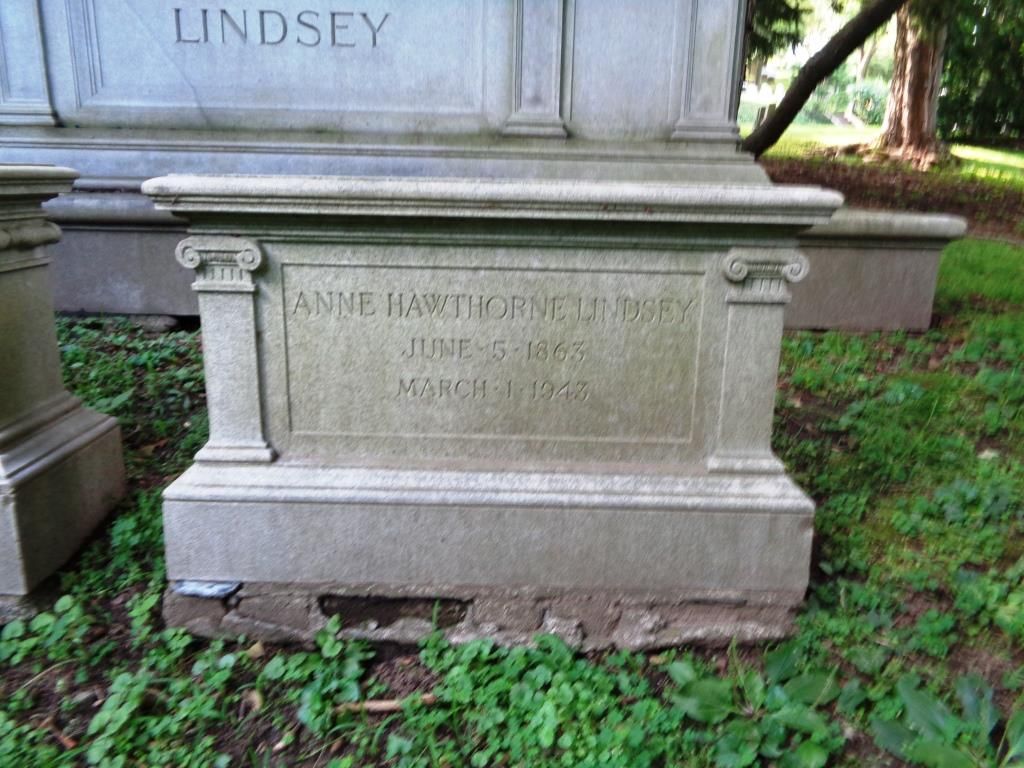 LINDSEY
ANNE HAWTHORNE LINDSEY
JUNE · 5 · 1863
MARCH · 1 · 1943